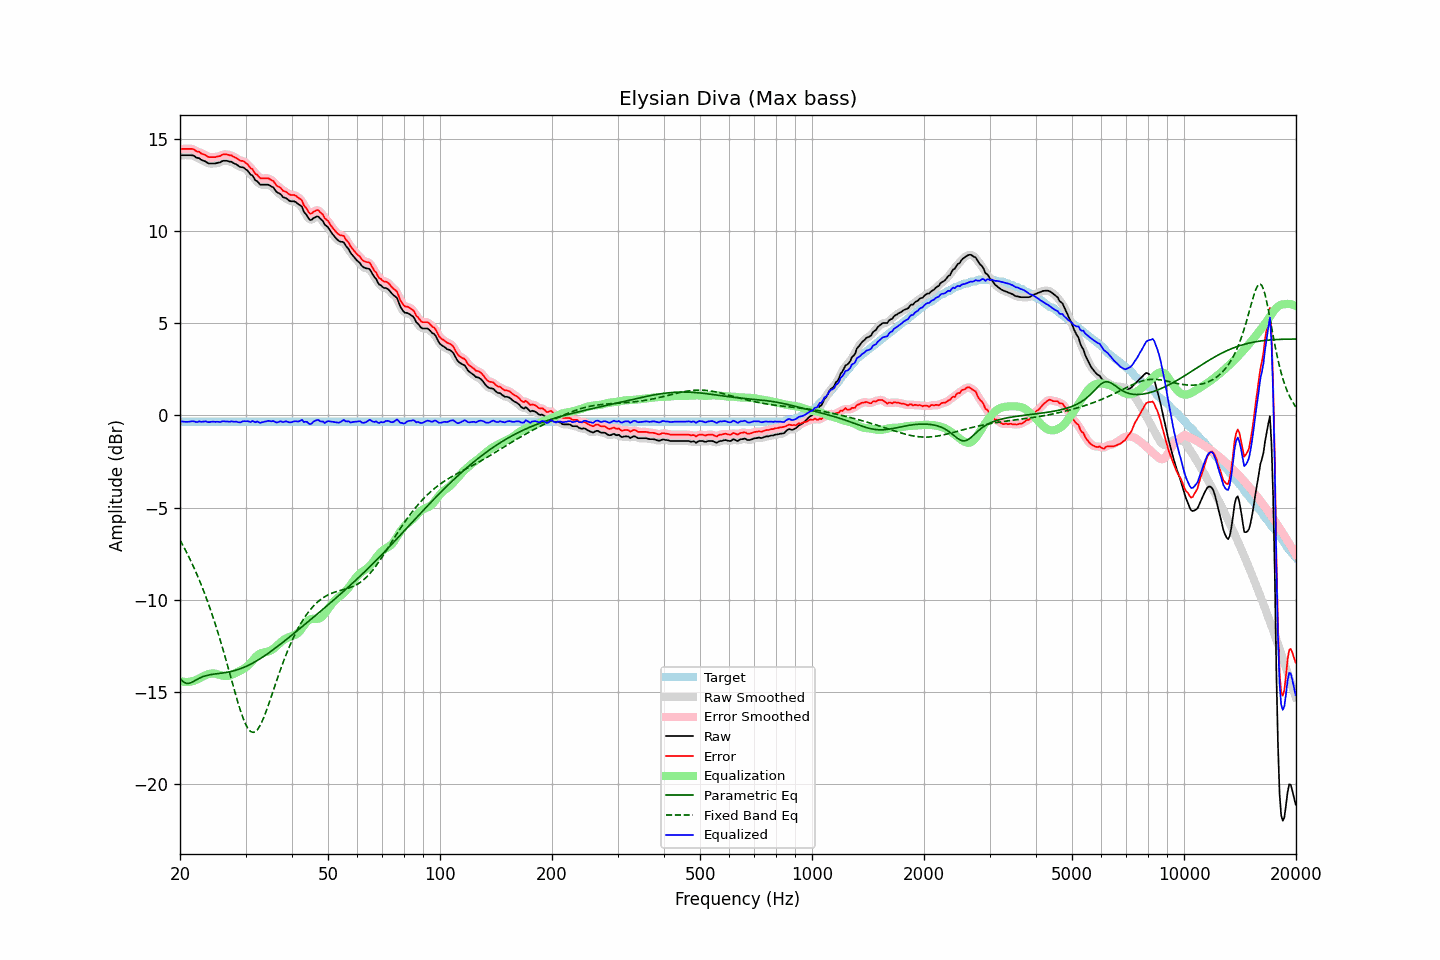 Elysian Diva (Max bass)
Amplitude (dBr)
15
10
5
0
−5
−10
−15
−20
Target
Raw Smoothed
Error Smoothed
Raw
Error
Equalization
Parametric Eq
Fixed Band Eq
Equalized
20
50
100
200
500
1000
2000
5000
10000
20000
Frequency (Hz)